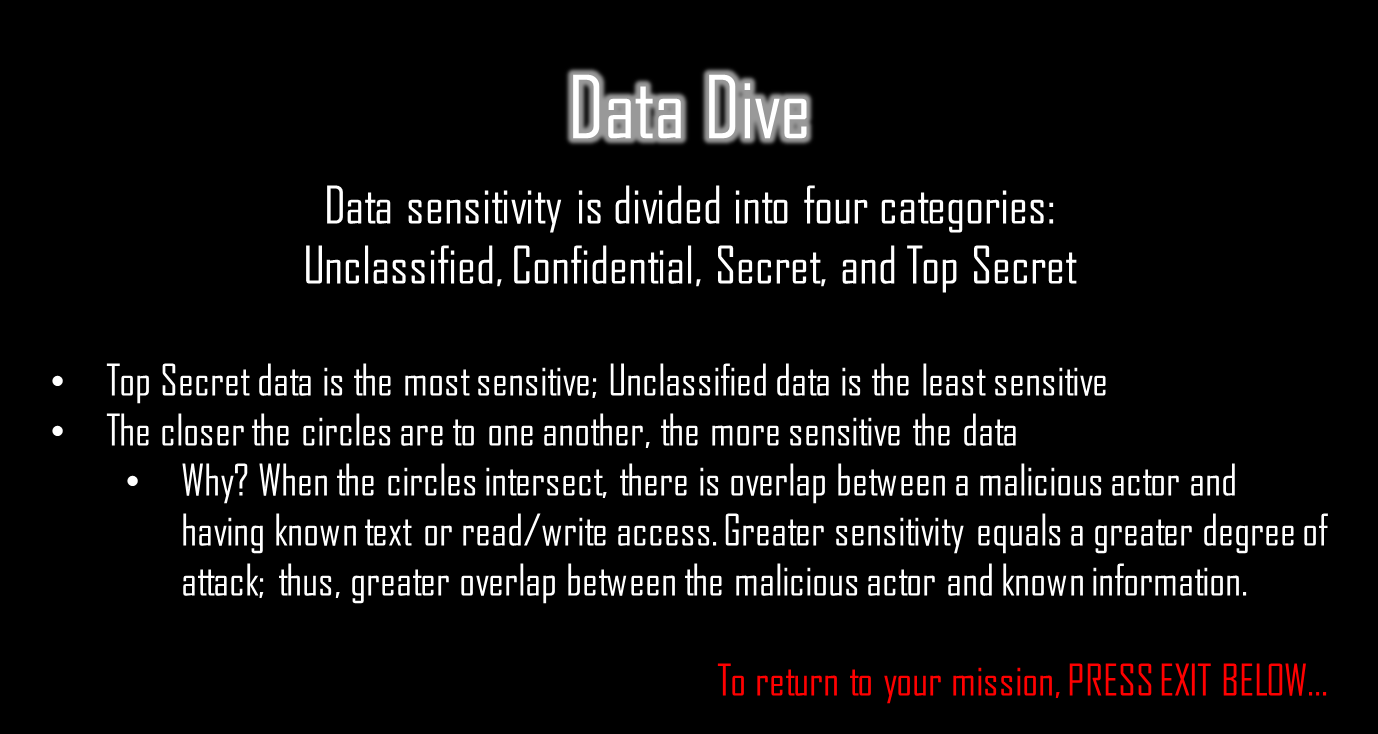 Data Dive
Data sensitivity is divided into four categories:
Unclassified, Confidential, Secret, and Top Secret
• Top Secret data is the most sensitive; Unclassified data is the least sensitive
• The closer the circles are to one another, the more sensitive the data
• Why? When the circles intersect, there is overlap between a malicious actor and
having known text or read/write access. Greater sensitivity equals a greater degree of
attack; thus, greater overlap between the malicious actor and known information.
To return to your mission, PRESS EXIT BELOW...